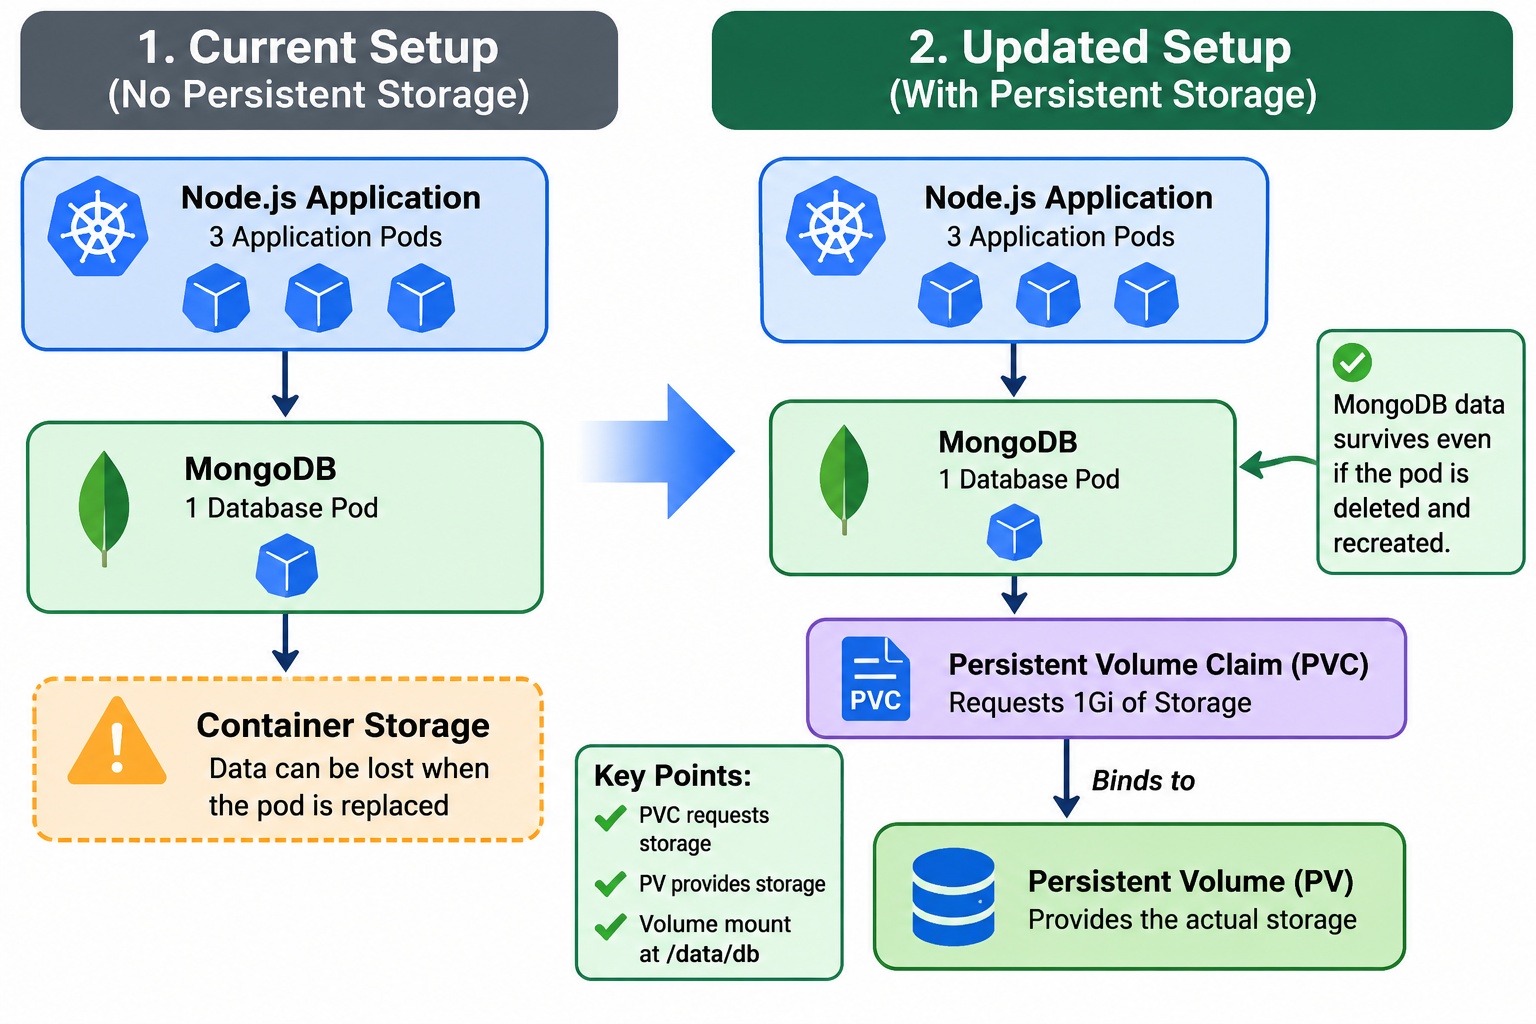 1. Current Setup
(No Persistent Storage)
Node.js Application
3 Application Pods
MongoDB
1 Database Pod
Container Storage
Data can be lost when
the pod is replaced
2. Updated Setup
(With Persistent Storage)
Node.js Application
3 Application Pods
MongoDB
1 Database Pod
MongoDB data
survives even
if the pod is
deleted and
recreated.
PVC
Persistent Volume Claim (PVC)
Requests 1Gi of Storage
Binds to
Persistent Volume (PV)
Provides the actual storage
Key Points:
PVC requests
storage
PV provides storage
Volume mount
at /data/db